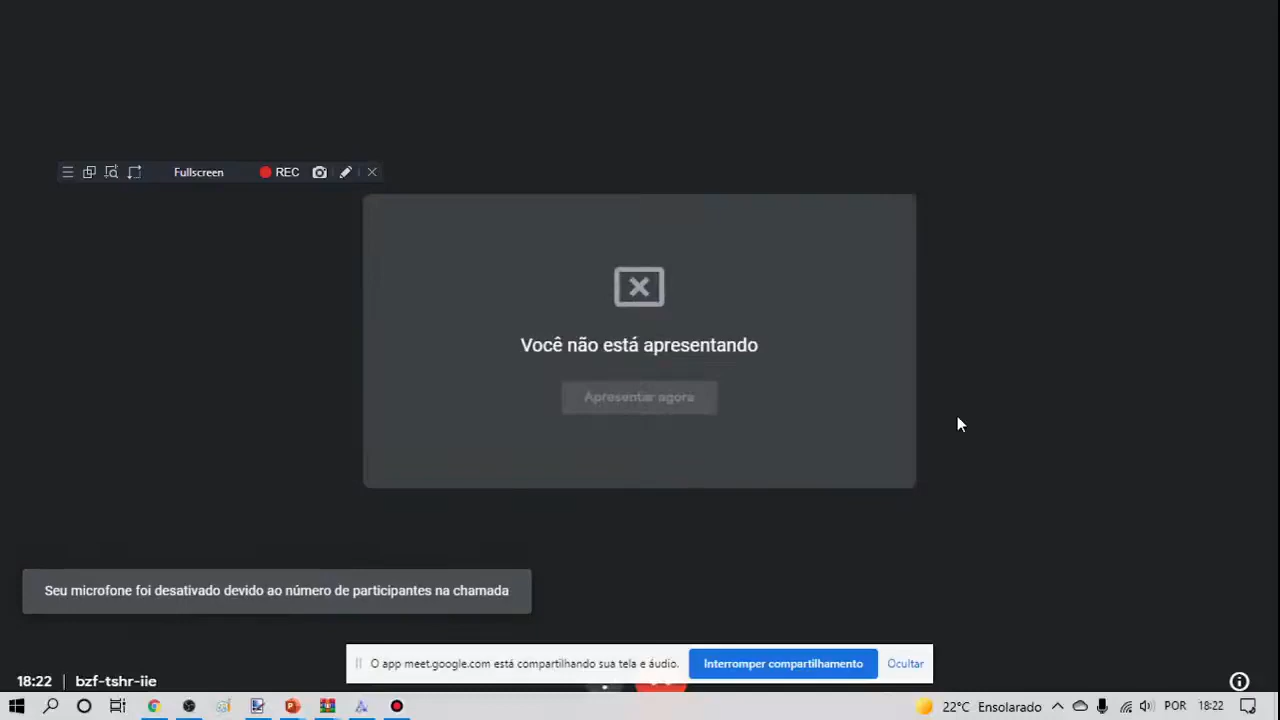 Fullscreen REC
Você não está apresentando
Apresentar agora
Seu microfone foi desativado devido ao número de participantes na chamada
O app meet.google.com está compartilhando sua tela e áudio. Interromper compartilhamento Ocultar
18:22 | bzf-tshr-iie
22°C Ensolarado POR 18:22